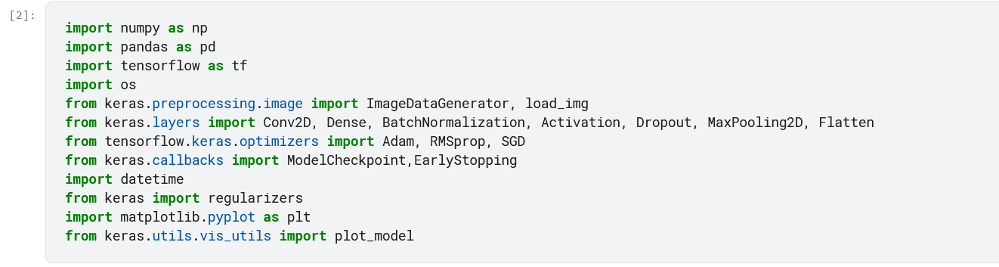 [2]:
import numpy as np
import pandas as pd
import tensorflow as tf
import os
from keras.preprocessing.image import ImageDataGenerator, load_img
from keras.layers import Conv2D, Dense, BatchNormalization, Activation, Dropout, MaxPooling2D, Flatten
from tensorflow.keras.optimizers import Adam, RMSprop, SGD
from keras.callbacks import ModelCheckpoint,EarlyStopping
import datetime
from keras import regularizers
import matplotlib.pyplot as plt
from keras.utils.vis_utils import plot_model